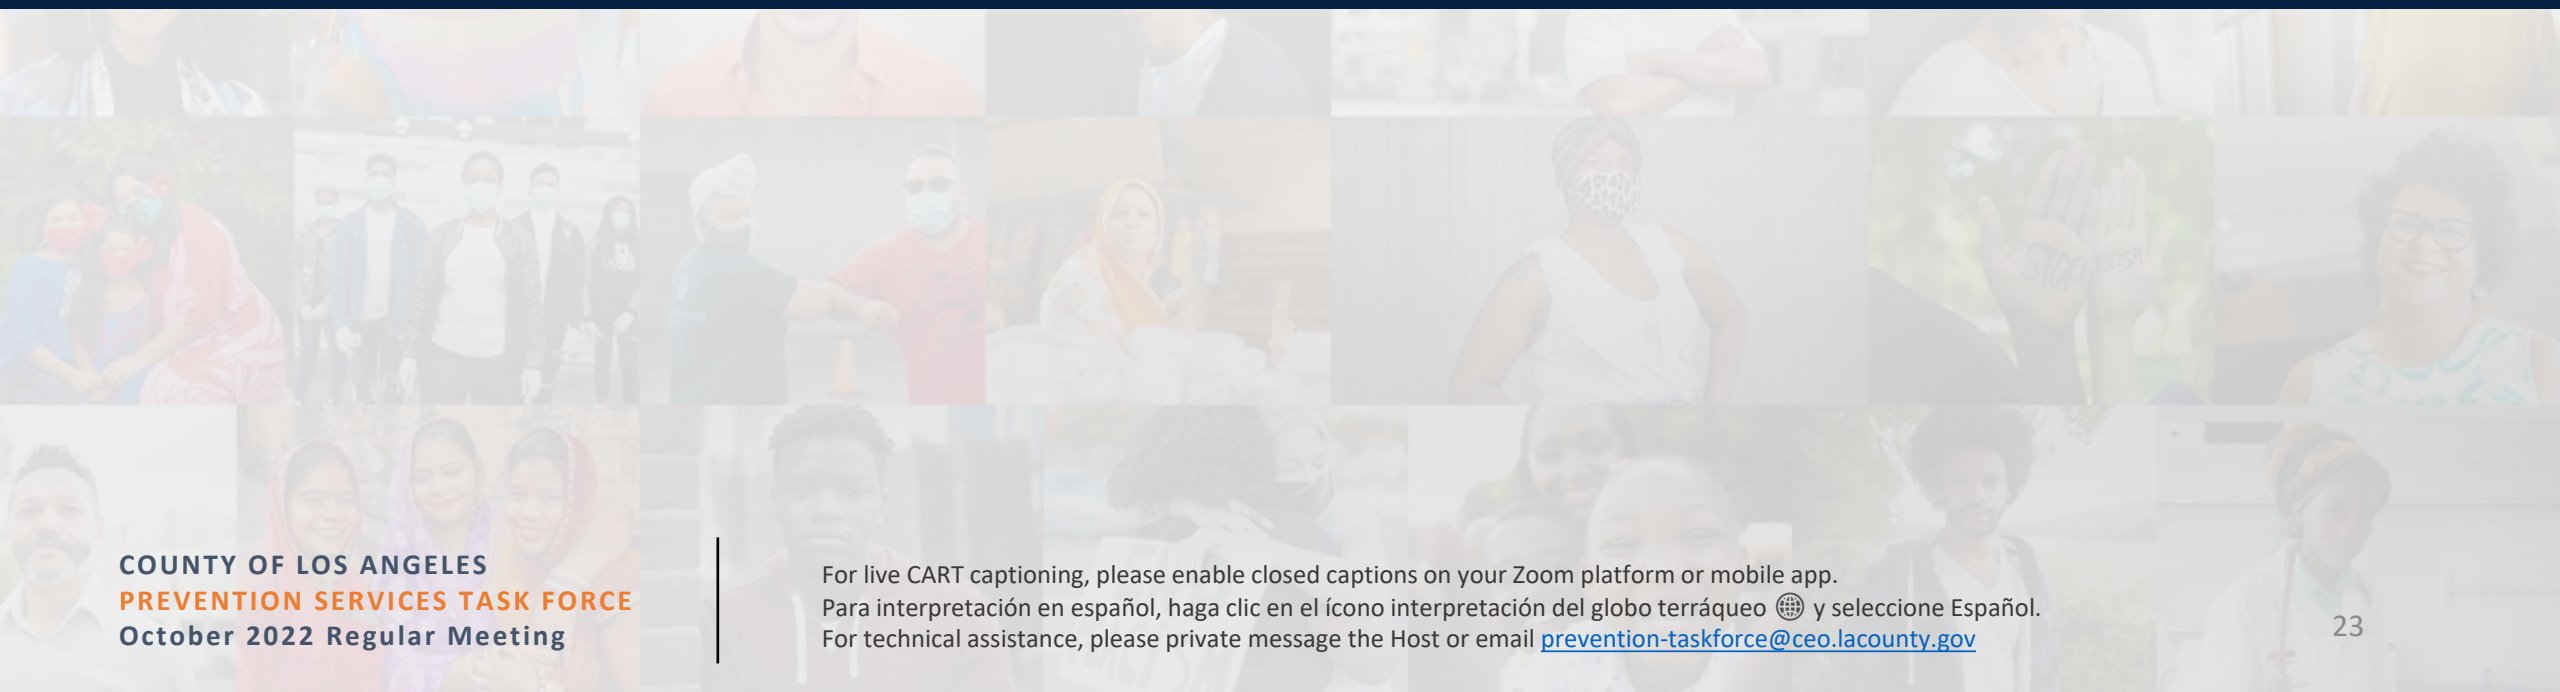 STOP racism
COUNTY OF LOS ANGELES
PREVENTION SERVICES TASK FORCE
October 2022 Regular Meeting
For live CART captioning, please enable closed captions on your Zoom platform or mobile app.
Para interpretación en español, haga clic en el ícono interpretación del globo terráqueo y seleccione Español.
For technical assistance, please private message the Host or email prevention-taskforce@ceo.lacounty.gov
23